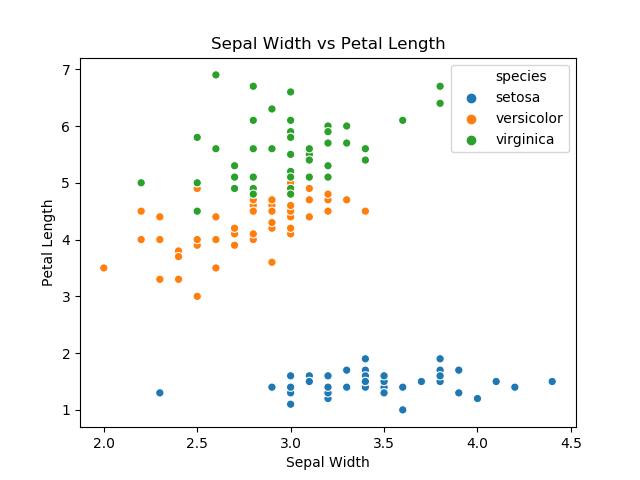 Sepal Width vs Petal Length
species
setosa
versicolor
virginica
Petal Length
7
6
5
4
3
2
1
2.0 2.5 3.0 3.5 4.0 4.5
Sepal Width